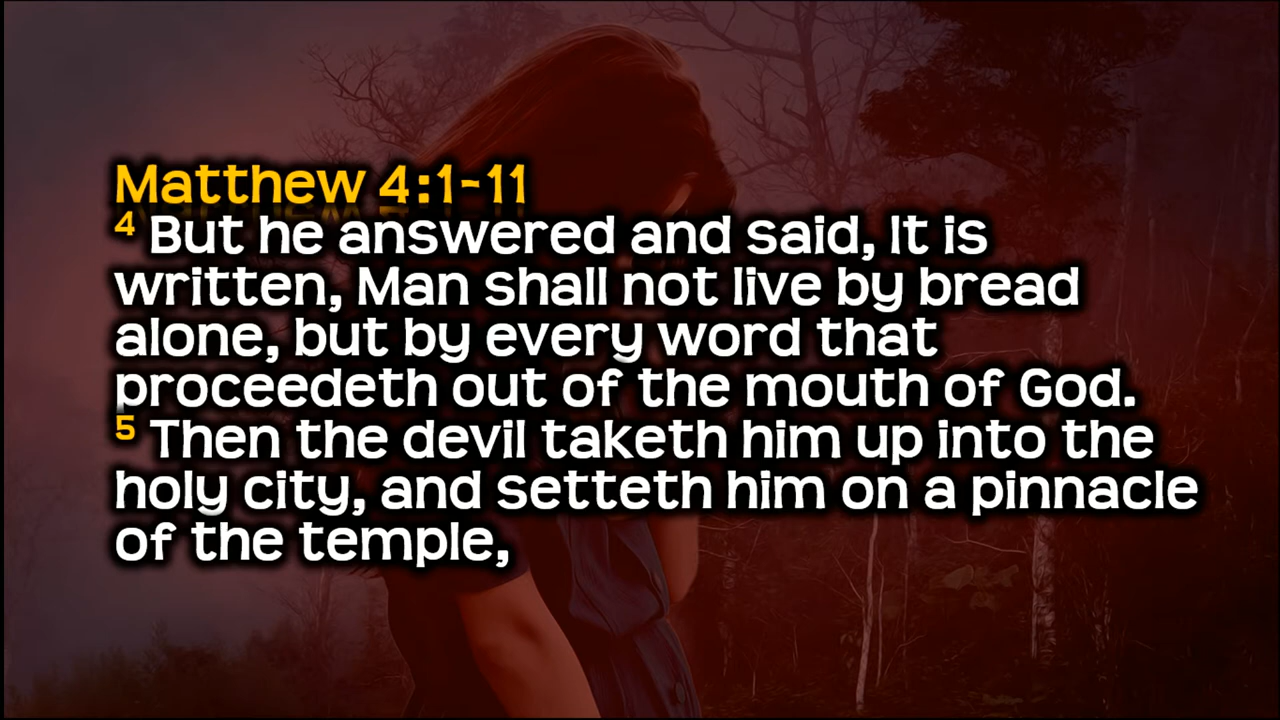 Matthew 4:1-11
4 But he answered and said, It is
written, Man shall not live by bread
alone, but by every word that
proceedeth out of the mouth of God.
5 Then the devil taketh him up into the
holy city, and setteth him on a pinnacle
of the temple,